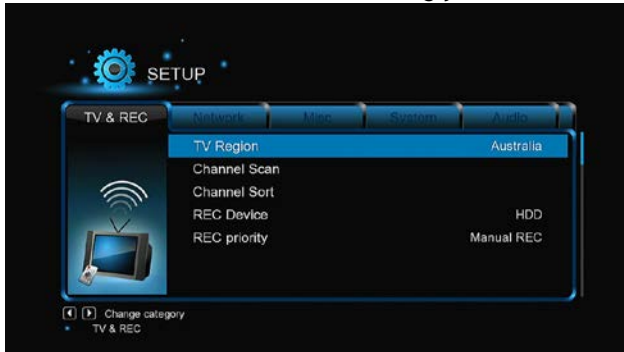 SETUP
TV & REC Network Misc System Audio
TV Region Australia
Channel Scan
Channel Sort
REC Device HDD
REC priority Manual REC
Change category
TV & REC